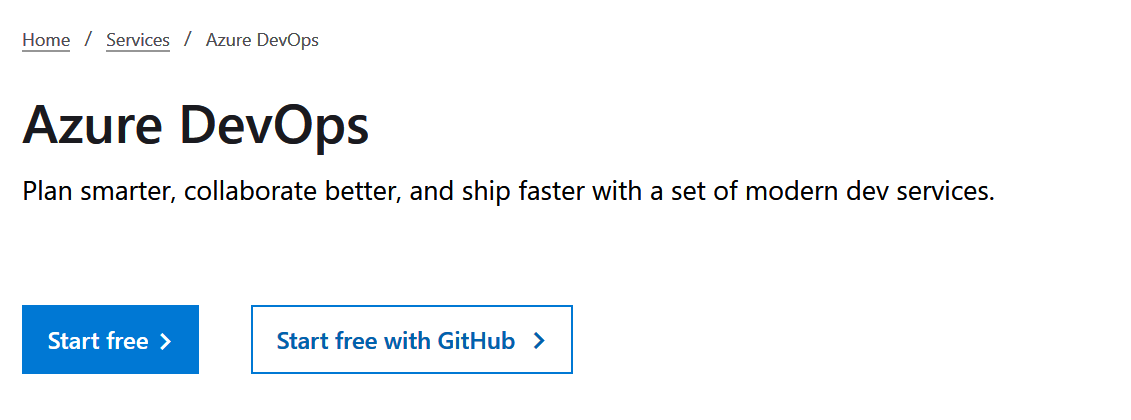 Home / Services / Azure DevOps
Azure DevOps
Plan smarter, collaborate better, and ship faster with a set of modern dev services.
Start free > Start free with GitHub >